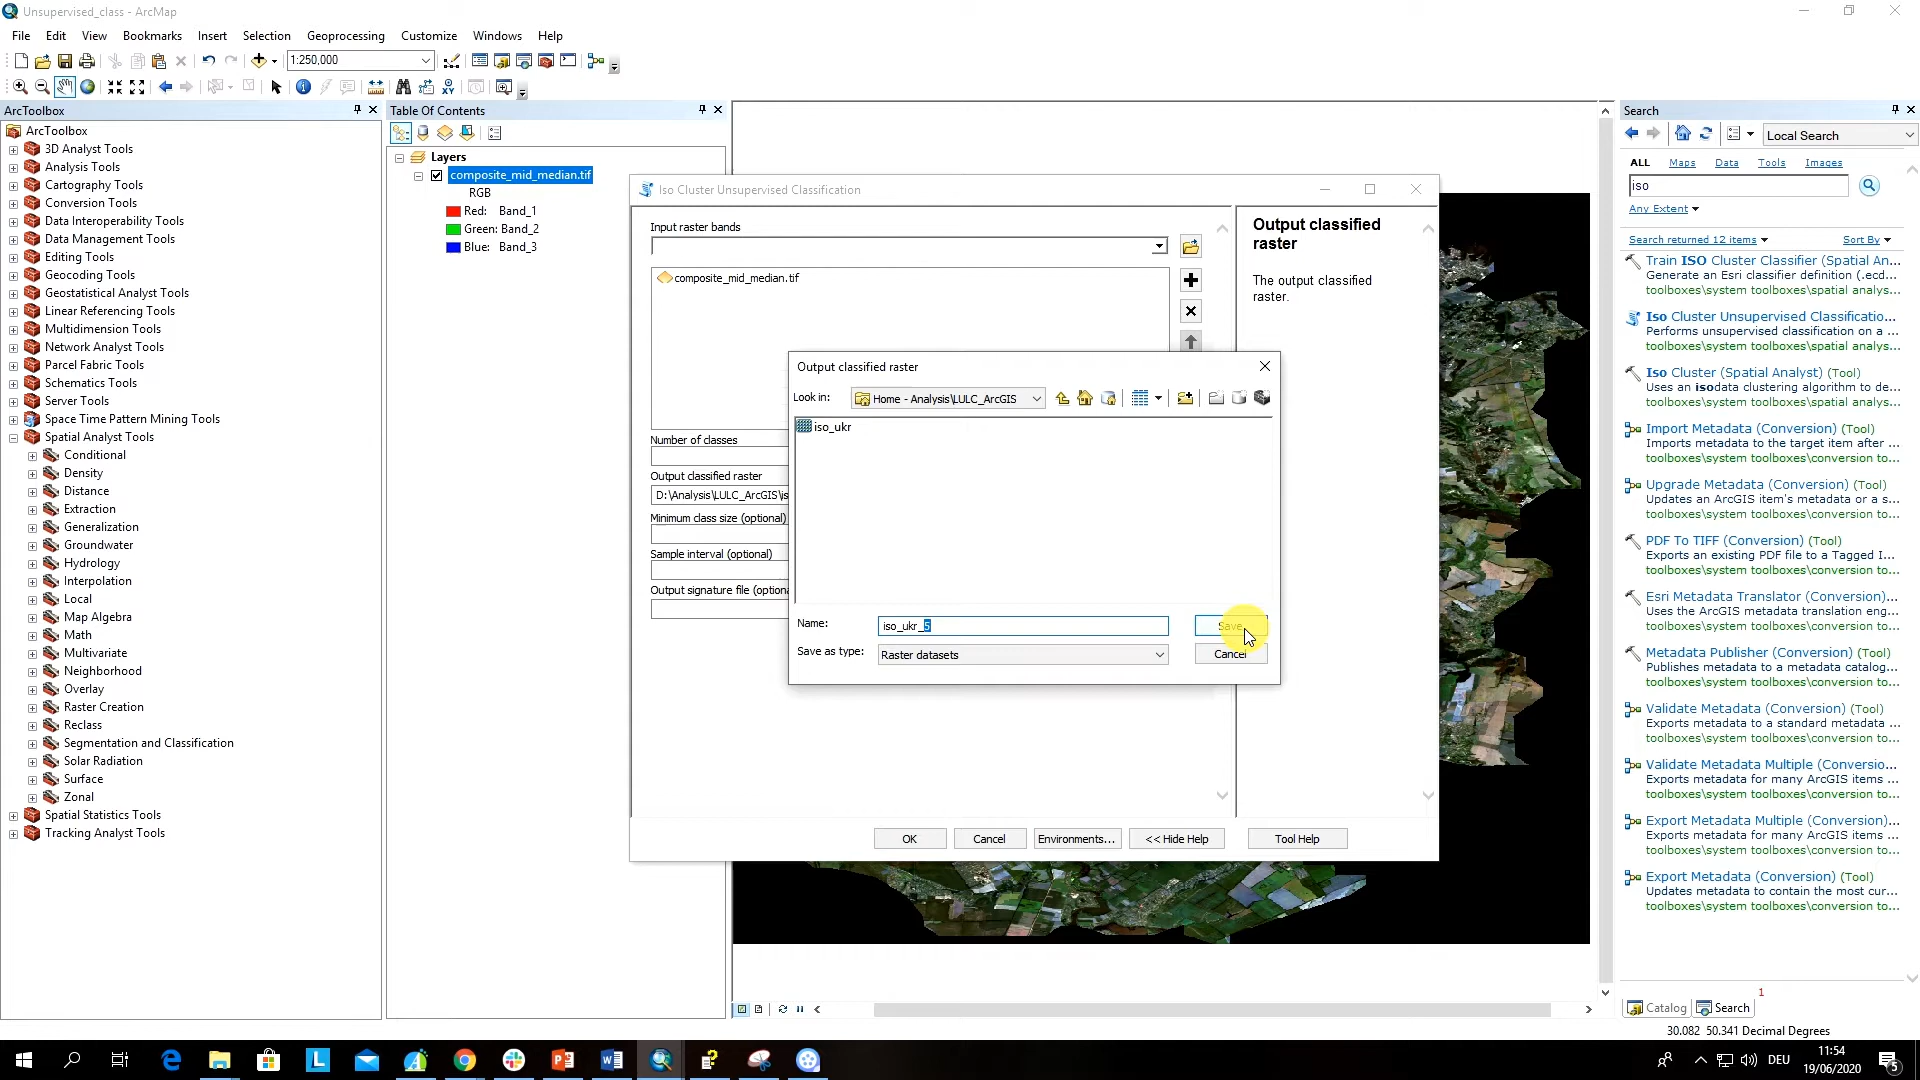 Unsupervised_class - ArcMap
File Edit View Bookmarks Insert Selection Geoprocessing Customize Windows Help
1:250,000
ArcToolbox
ArcToolbox
3D Analyst Tools
Analysis Tools
Cartography Tools
Conversion Tools
Data Interoperability Tools
Data Management Tools
Editing Tools
Geocoding Tools
Geostatistical Analyst Tools
Linear Referencing Tools
Multidimension Tools
Network Analyst Tools
Parcel Fabric Tools
Schematics Tools
Server Tools
Space Time Pattern Mining Tools
Spatial Analyst Tools
Conditional
Density
Distance
Extraction
Generalization
Groundwater
Hydrology
Interpolation
Local
Map Algebra
Math
Multivariate
Neighborhood
Overlay
Raster Creation
Reclass
Segmentation and Classification
Solar Radiation
Surface
Zonal
Spatial Statistics Tools
Tracking Analyst Tools
Table Of Contents
Layers
composite_mid_median.tif
RGB
Red: Band_1
Green: Band_2
Blue: Band_3
Iso Cluster Unsupervised Classification
Input raster bands
composite_mid_median.tif
Number of classes
Output classified raster
D:\Analysis\LULC_ArcGIS\is
Minimum class size (optional)
Sample interval (optional)
Output signature file (optiona
OK Cancel Environments... << Hide Help Tool Help
Output classified
raster
The output classified
raster.
Output classified raster
Look in: Home - Analysis\LULC_ArcGIS
iso_ukr
Name: iso_ukr_5 Save
Save as type: Raster datasets Cancel
Search
Local Search
ALL Maps Data Tools Images
iso
Any Extent
Search returned 12 items Sort By
Train ISO Cluster Classifier (Spatial An...
Generate an Esri classifier definition (.ecd...
toolboxes\system toolboxes\spatial analys...
Iso Cluster Unsupervised Classificatio...
Performs unsupervised classification on a ...
toolboxes\system toolboxes\spatial analys...
Iso Cluster (Spatial Analyst) (Tool)
Uses an isodata clustering algorithm to de...
toolboxes\system toolboxes\spatial analys...
Import Metadata (Conversion) (Tool)
Imports metadata to the target item after ...
toolboxes\system toolboxes\conversion to...
Upgrade Metadata (Conversion) (Tool)
Updates an ArcGIS item's metadata or a s...
toolboxes\system toolboxes\conversion to...
PDF To TIFF (Conversion) (Tool)
Exports an existing PDF file to a Tagged I...
toolboxes\system toolboxes\conversion to...
Esri Metadata Translator (Conversion)...
Uses the ArcGIS metadata translation eng...
toolboxes\system toolboxes\conversion to...
Metadata Publisher (Conversion) (Tool)
Publishes metadata to a metadata catalog...
toolboxes\system toolboxes\conversion to...
Validate Metadata (Conversion) (Tool)
Exports metadata to a standard metadata ...
toolboxes\system toolboxes\conversion to...
Validate Metadata Multiple (Conversio...
Exports metadata for many ArcGIS items ...
toolboxes\system toolboxes\conversion to...
Export Metadata Multiple (Conversion)...
Exports metadata for many ArcGIS items ...
toolboxes\system toolboxes\conversion to...
Export Metadata (Conversion) (Tool)
Updates metadata to contain the most cur...
toolboxes\system toolboxes\conversion to...
1
Catalog Search
30.082 50.341 Decimal Degrees
DEU
11:54
19/06/2020
5